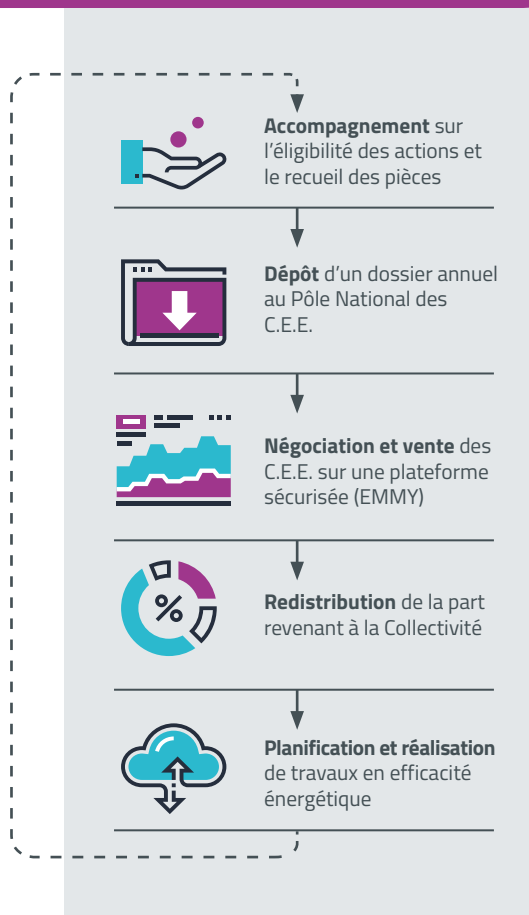 Accompagnement sur
l'éligibilité des actions et
le recueil des pièces
Dépôt d'un dossier annuel
au Pôle National des
C.E.E.
Négociation et vente des
C.E.E. sur une plateforme
sécurisée (EMMY)
%
Redistribution de la part
revenant à la Collectivité
Planification et réalisation
de travaux en efficacité
énergétique